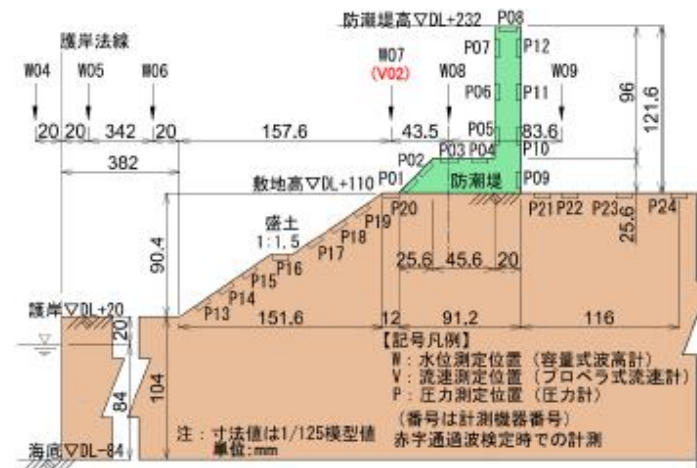 防潮堤高▽DL+232
P08
護岸法線
P07
P12
W04
W05
W06
W07
(V02)
W08
W09
P06
P11
96
121.6
20
20
342
20
157.6
43.5
P05
83.6
382
P02
P03
P04
P10
敷地高▽DL+110
P01
防潮堤
P09
盛土
1:1.5
P19
P20
P21
P22
P23
P24
25.6
P18
P17
P16
P15
P14
P13
90.4
25.6
45.6
20
護岸▽DL+20
151.6
12
91.2
116
20
84
104
【記号凡例】
W:水位測定位置(容量式波高計)
V:流速測定位置(プロペラ式流速計)
P:圧力測定位置(圧力計)
(番号は計測機器番号)
注:寸法値は1/125模型値
赤字通過波検定時での計測
単位:mm
海底▽DL-84